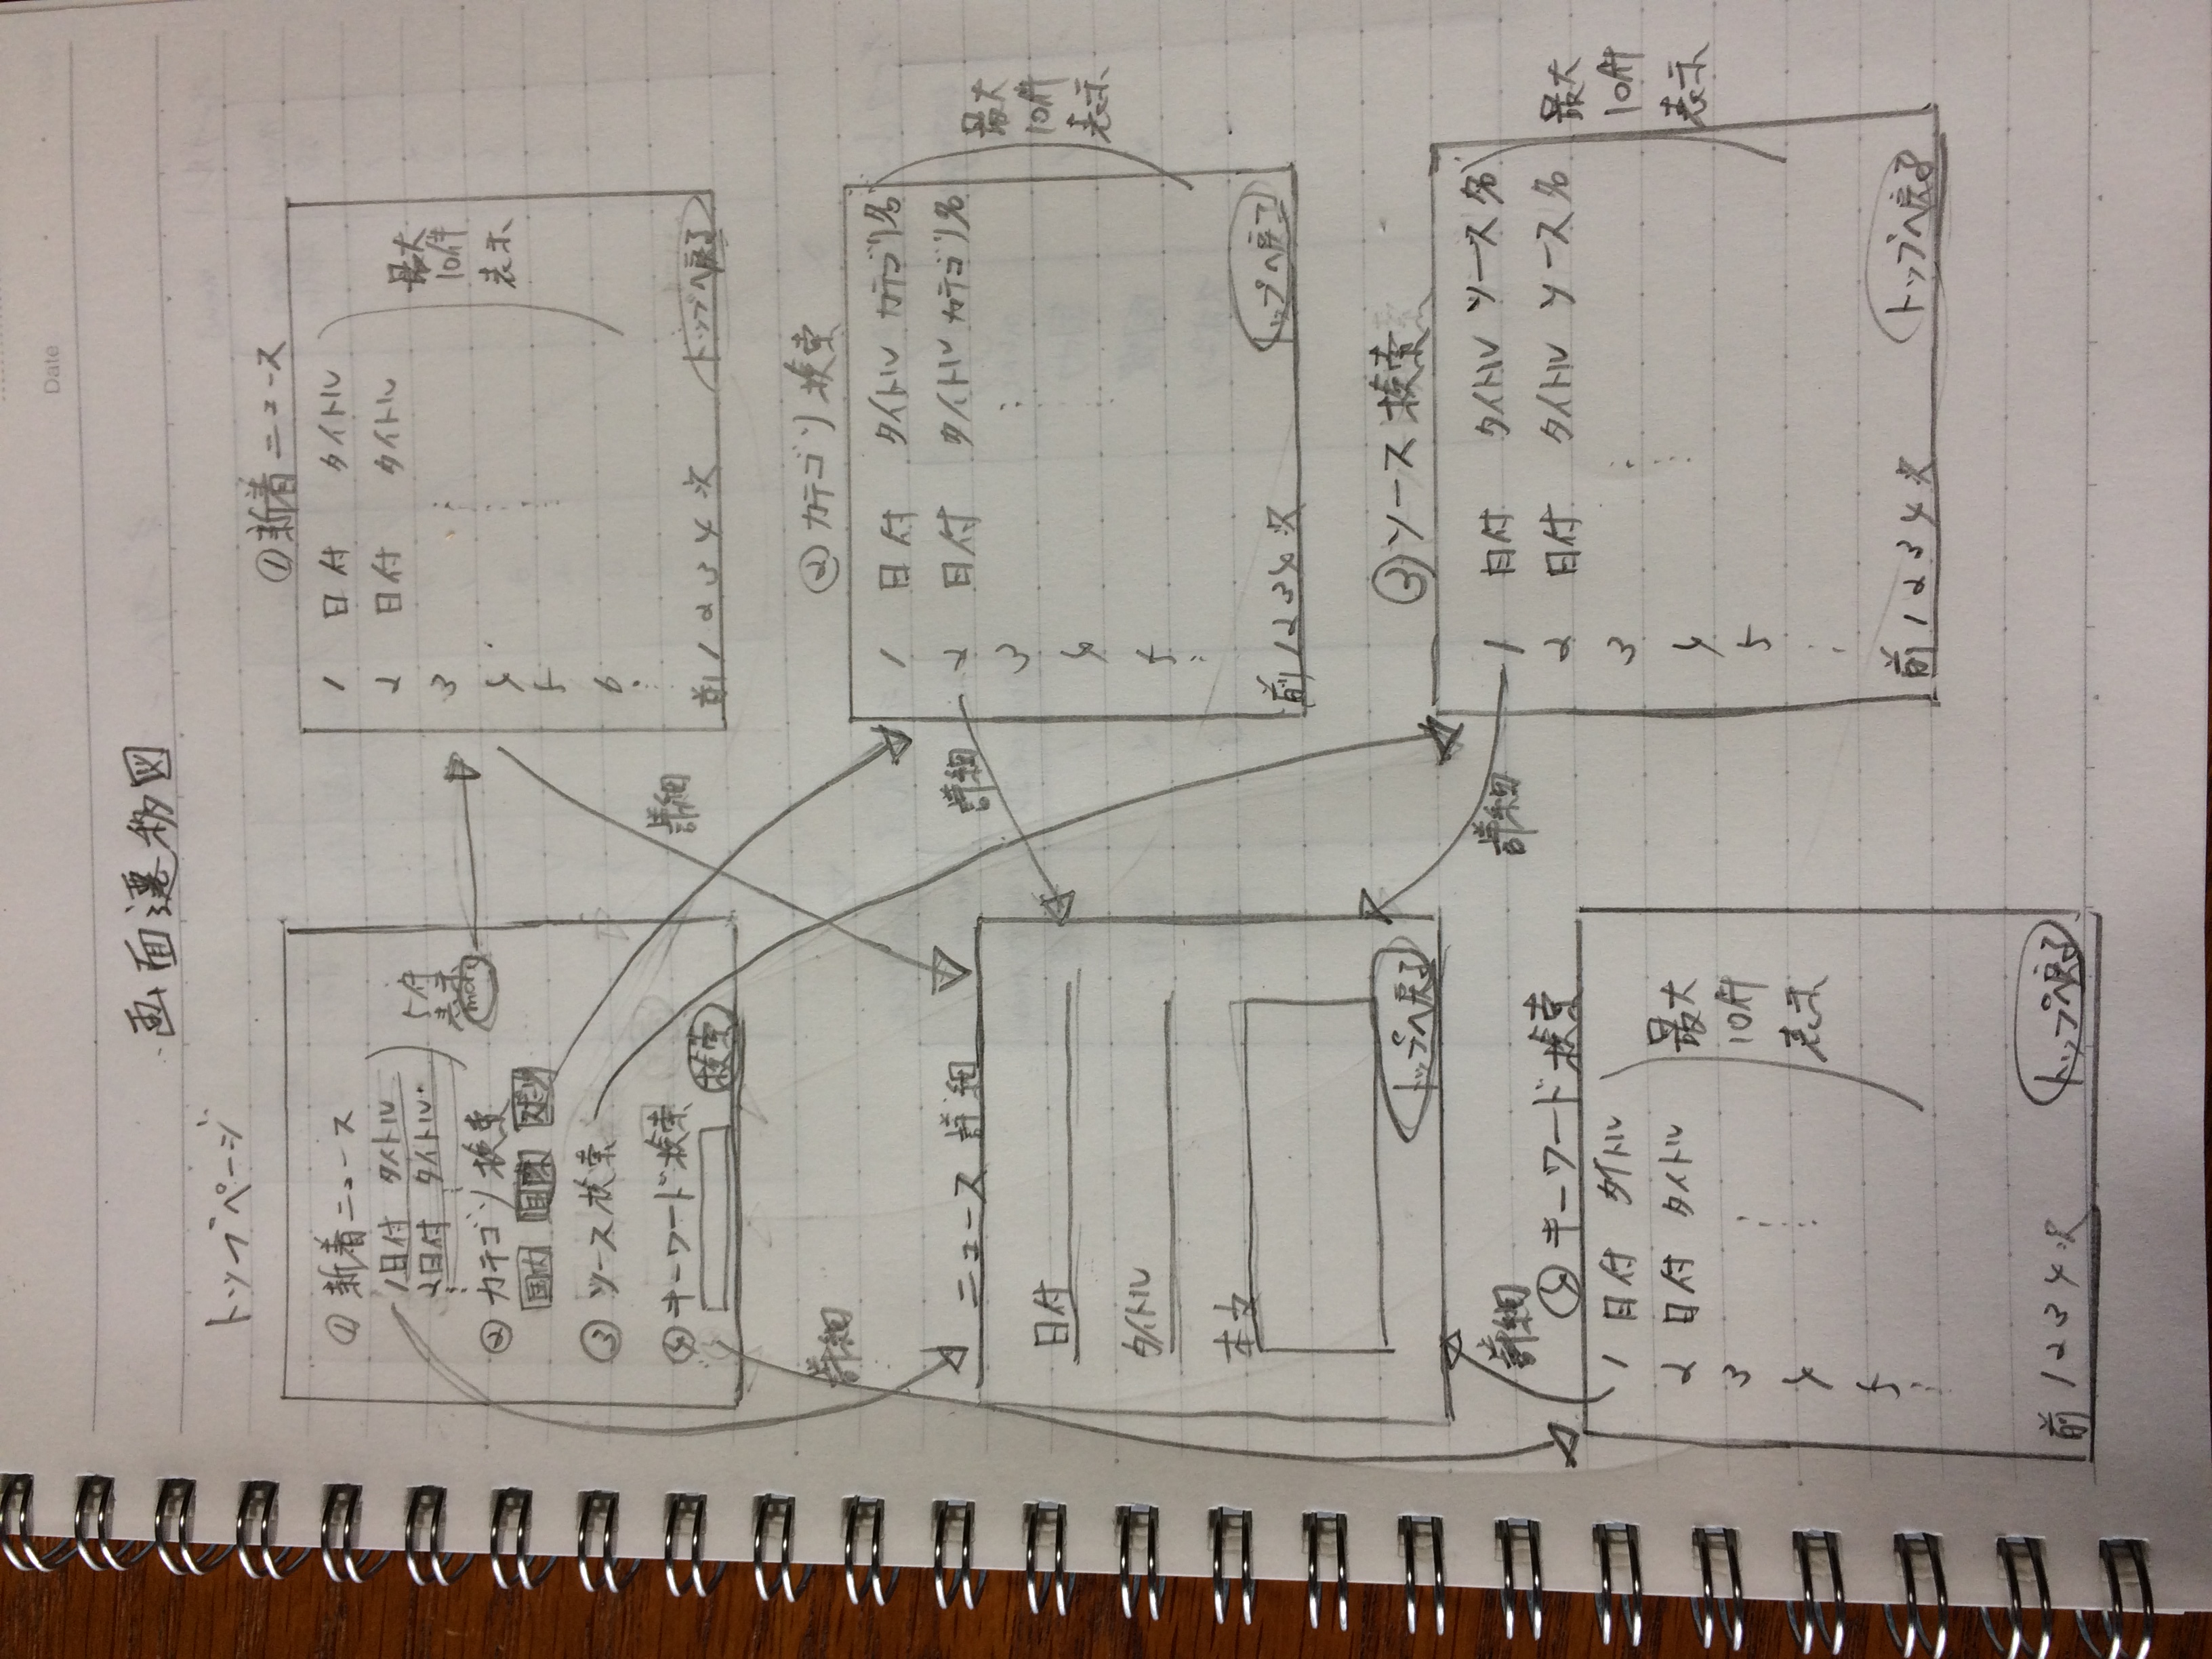 Date
画面遷移図
トップページ
① 新着ニュース
1 日付 タイトル
2 日付 タイトル
5件
表示
more
② カテゴリ検索
国内 国際 スポーツ
③ ソース検索
④ キーワード検索
検索
① 新着ニュース
1 日付 タイトル
2 日付 タイトル
3
4
5
6
最大
10件
表示
前 1 2 3 4 次 トップへ戻る
詳細
詳細
② カテゴリ検索
1 日付 タイトル カテゴリ名
2 日付 タイトル カテゴリ名
3
4
5
最大
10件
表示
前 1 2 3 4 次 トップへ戻る
詳細
ニュース詳細
日付
タイトル
本文
トップへ戻る
③ ソース検索
1 日付 タイトル ソース名
2 日付 タイトル ソース名
3
4
5
最大
10件
表示
前 1 2 3 4 次 トップへ戻る
詳細
詳細
④ キーワード検索
1 日付 タイトル
2 日付 タイトル
3
4
5
最大
10件
表示
前 1 2 3 4 次 トップへ戻る